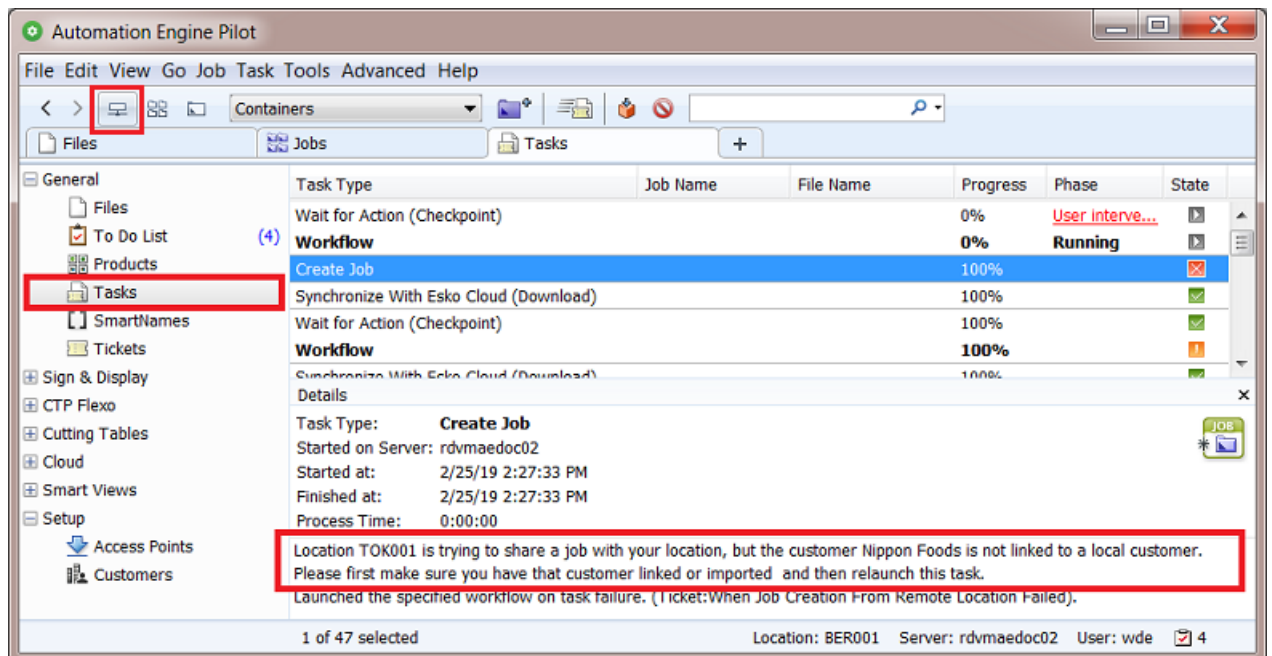 Automation Engine Pilot
File Edit View Go Job Task Tools Advanced Help
Containers
Files Jobs Tasks +
General
Files
To Do List (4)
Products
Tasks
SmartNames
Tickets
Sign & Display
CTP Flexo
Cutting Tables
Cloud
Smart Views
Setup
Access Points
Customers
Task Type Job Name File Name Progress Phase State
Wait for Action (Checkpoint) 0% User interve...
Workflow 0% Running
Create Job 100%
Synchronize With Esko Cloud (Download) 100%
Wait for Action (Checkpoint) 100%
Workflow 100%
Synchronize With Esko Cloud (Download) 100%
Details
Task Type: Create Job
JOB
Started on Server: rdvmaedoc02
Started at: 2/25/19 2:27:33 PM
Finished at: 2/25/19 2:27:33 PM
Process Time: 0:00:00
Location TOK001 is trying to share a job with your location, but the customer Nippon Foods is not linked to a local customer.
Please first make sure you have that customer linked or imported and then relaunch this task.
Launched the specified workflow on task failure. (Ticket:When Job Creation From Remote Location Failed).
1 of 47 selected Location: BER001 Server: rdvmaedoc02 User: wde 4